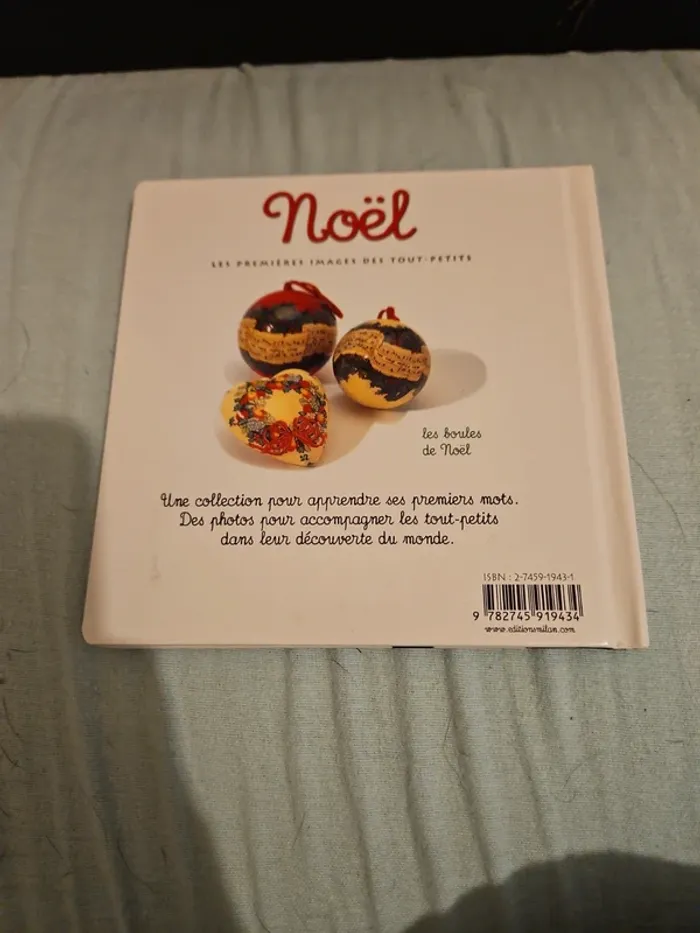 Noël
LES PREMIÈRES IMAGES DES TOUT-PETITS
les boules
de Noël
Une collection pour apprendre ses premiers mots.
Des photos pour accompagner les tout-petits
dans leur découverte du monde.
ISBN : 2-7459-1943-1
9 782745 919434
www.editionsmilan.com